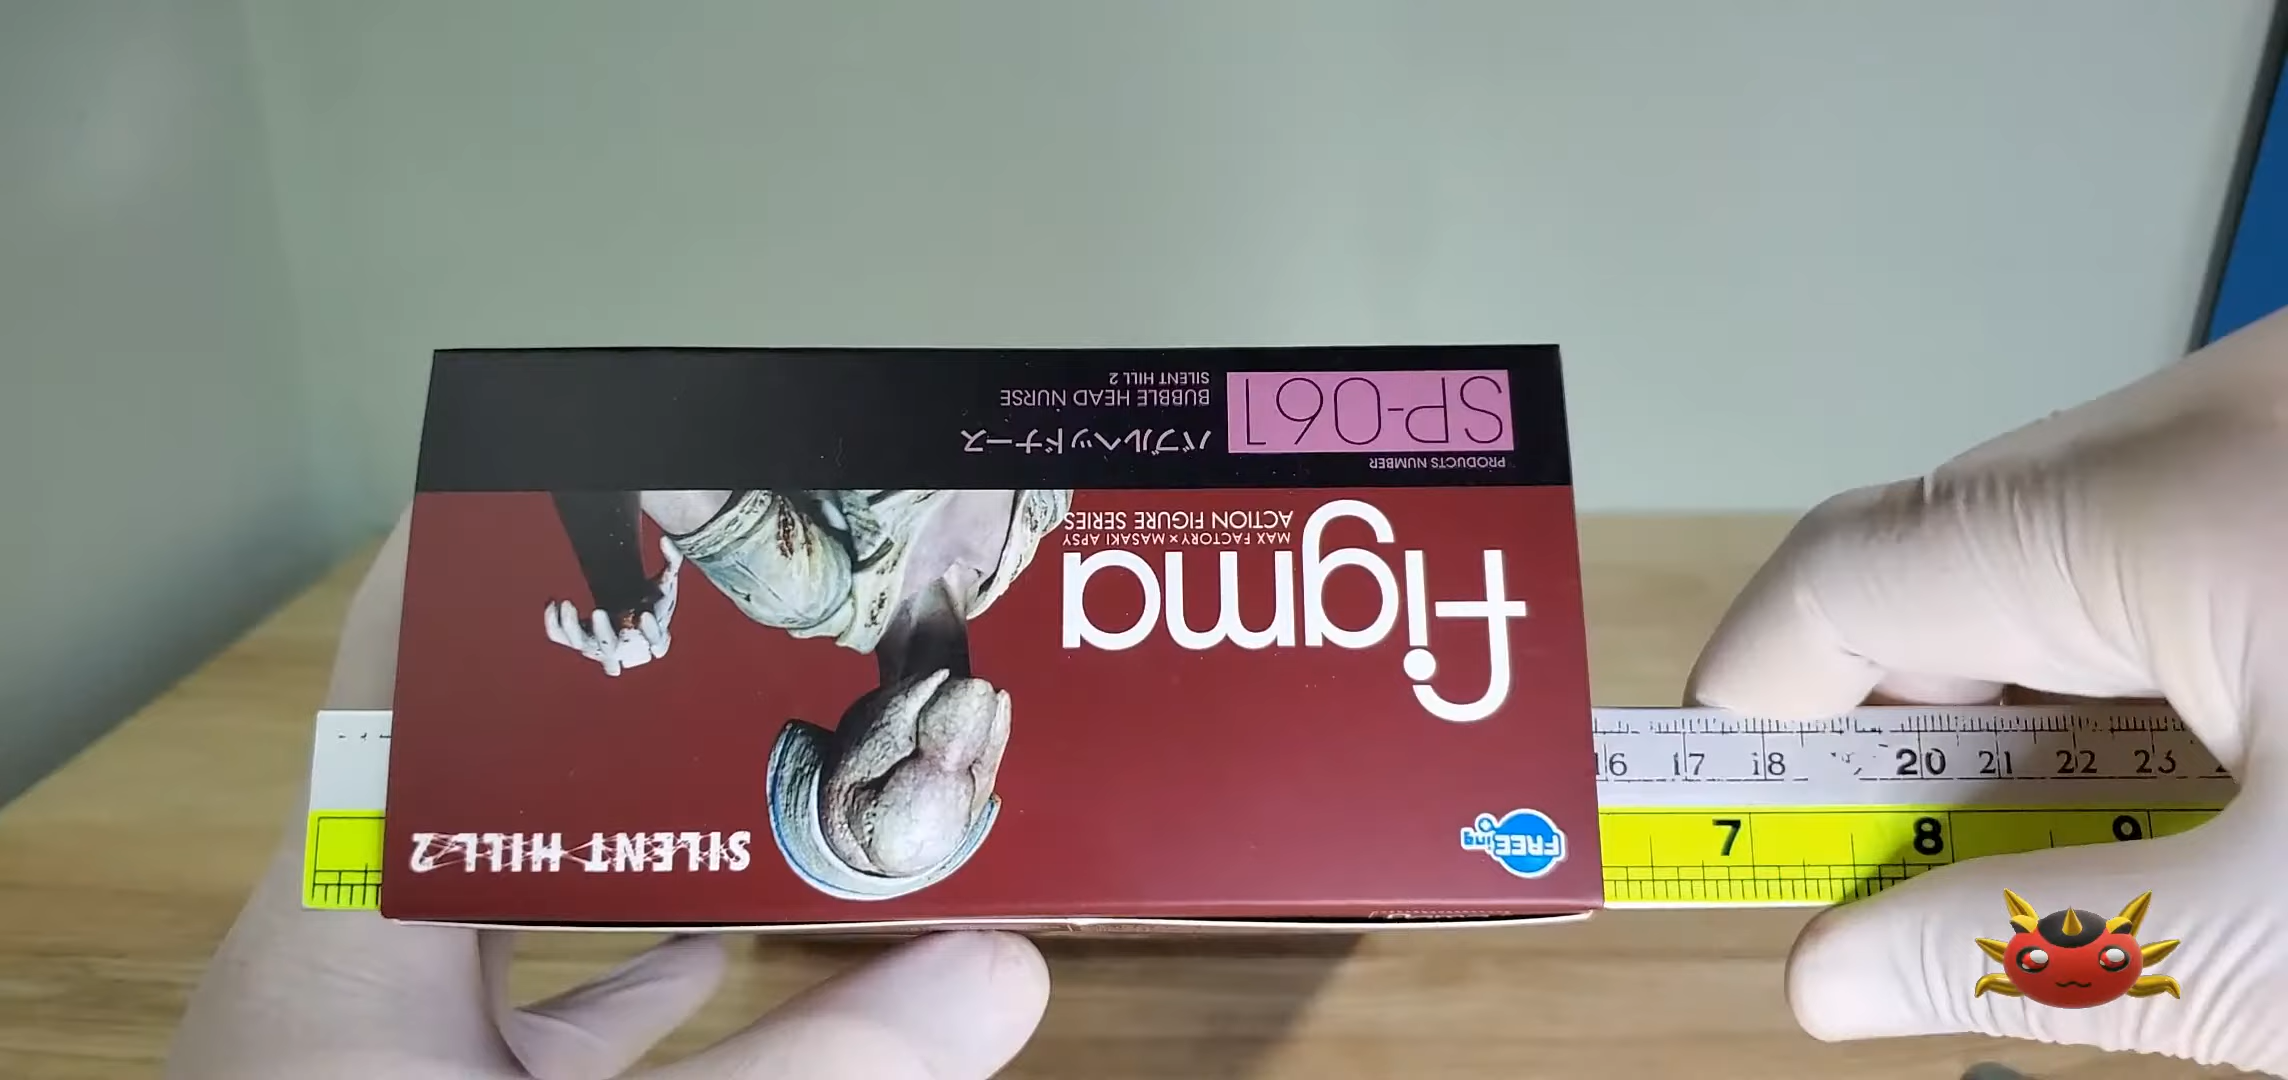 PRODUCTS NUMBER
SP-061
バブルヘッドナース
BUBBLE HEAD NURSE
SILENT HILL 2
figma
MAX FACTORY × MASAKI APSY
ACTION FIGURE SERIES
FREEing
SILENT HILL 2
16 17 18 20 21 22 23
7 8 9